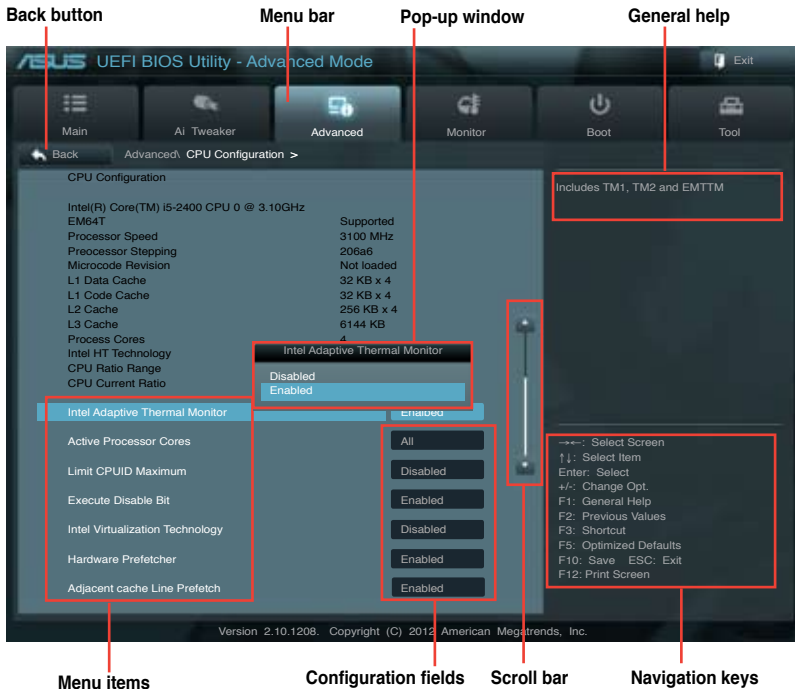 Back button Menu bar Pop-up window General help
ASUS UEFI BIOS Utility - Advanced Mode Exit
Main Ai Tweaker Advanced Monitor Boot Tool
Back Advanced\ CPU Configuration >
CPU Configuration
Includes TM1, TM2 and EMTTM
Intel(R) Core(TM) i5-2400 CPU 0 @ 3.10GHz
EM64T Supported
Processor Speed 3100 MHz
Preocessor Stepping 206a6
Microcode Revision Not loaded
L1 Data Cache 32 KB x 4
L1 Code Cache 32 KB x 4
L2 Cache 256 KB x 4
L3 Cache 6144 KB
Process Cores 4
Intel HT Technology
CPU Ratio Range
CPU Current Ratio
Intel Adaptive Thermal Monitor
Disabled
Enabled
Intel Adaptive Thermal Monitor Enalbed
Active Processor Cores All
Limit CPUID Maximum Disabled
Execute Disable Bit Enabled
Intel Virtualization Technology Disabled
Hardware Prefetcher Enabled
Adjacent cache Line Prefetch Enabled
→←: Select Screen
↑↓: Select Item
Enter: Select
+/-: Change Opt.
F1: General Help
F2: Previous Values
F3: Shortcut
F5: Optimized Defaults
F10: Save ESC: Exit
F12: Print Screen
Version 2.10.1208. Copyright (C) 2012 American Megatrends, Inc.
Menu items Configuration fields Scroll bar Navigation keys